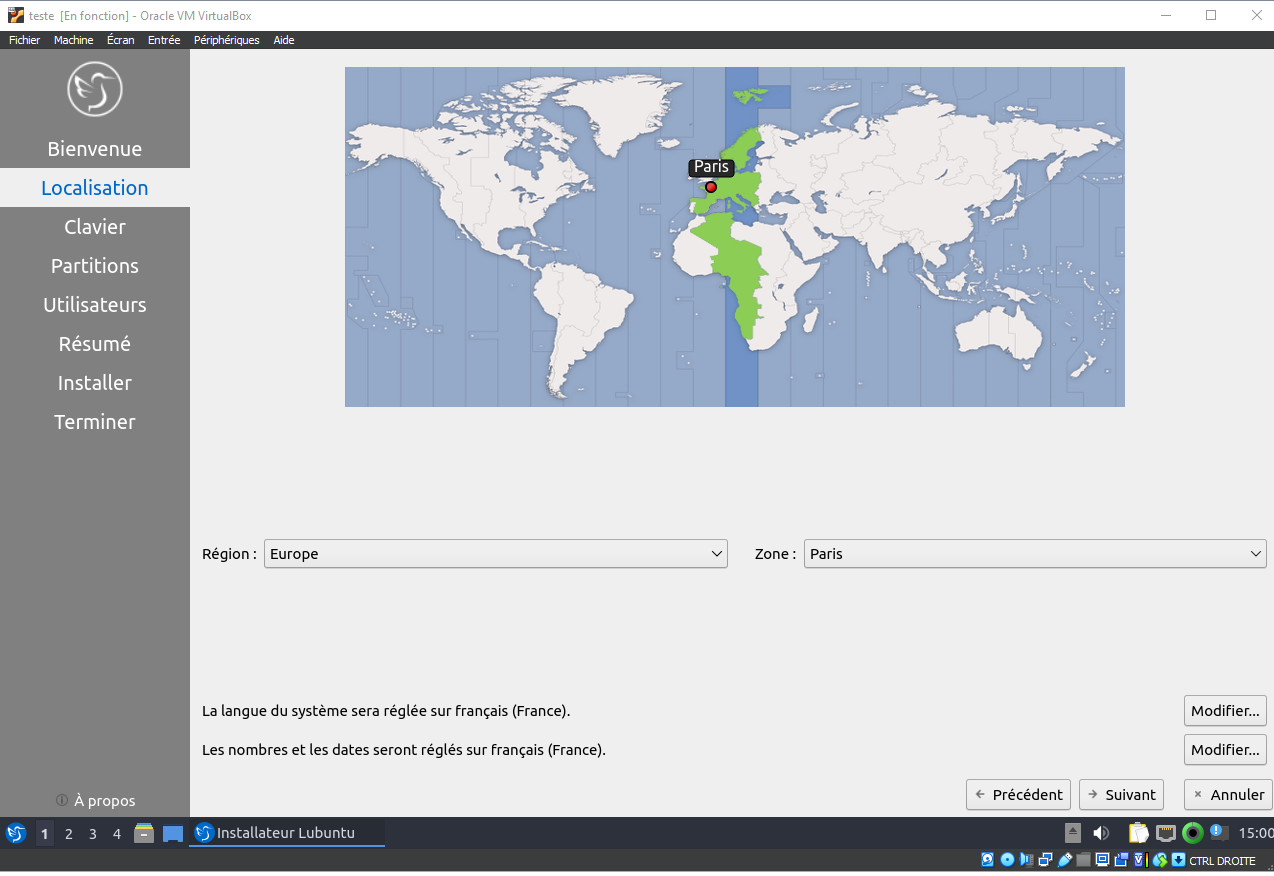 teste [En fonction] - Oracle VM VirtualBox
Fichier Machine Écran Entrée Périphériques Aide
Bienvenue
Localisation
Clavier
Partitions
Utilisateurs
Résumé
Installer
Terminer
À propos
Paris
Région : Europe
Zone : Paris
La langue du système sera réglée sur français (France).
Modifier...
Les nombres et les dates seront réglés sur français (France).
Modifier...
Précédent
Suivant
Annuler
1 2 3 4
Installateur Lubuntu
15:00
CTRL DROITE